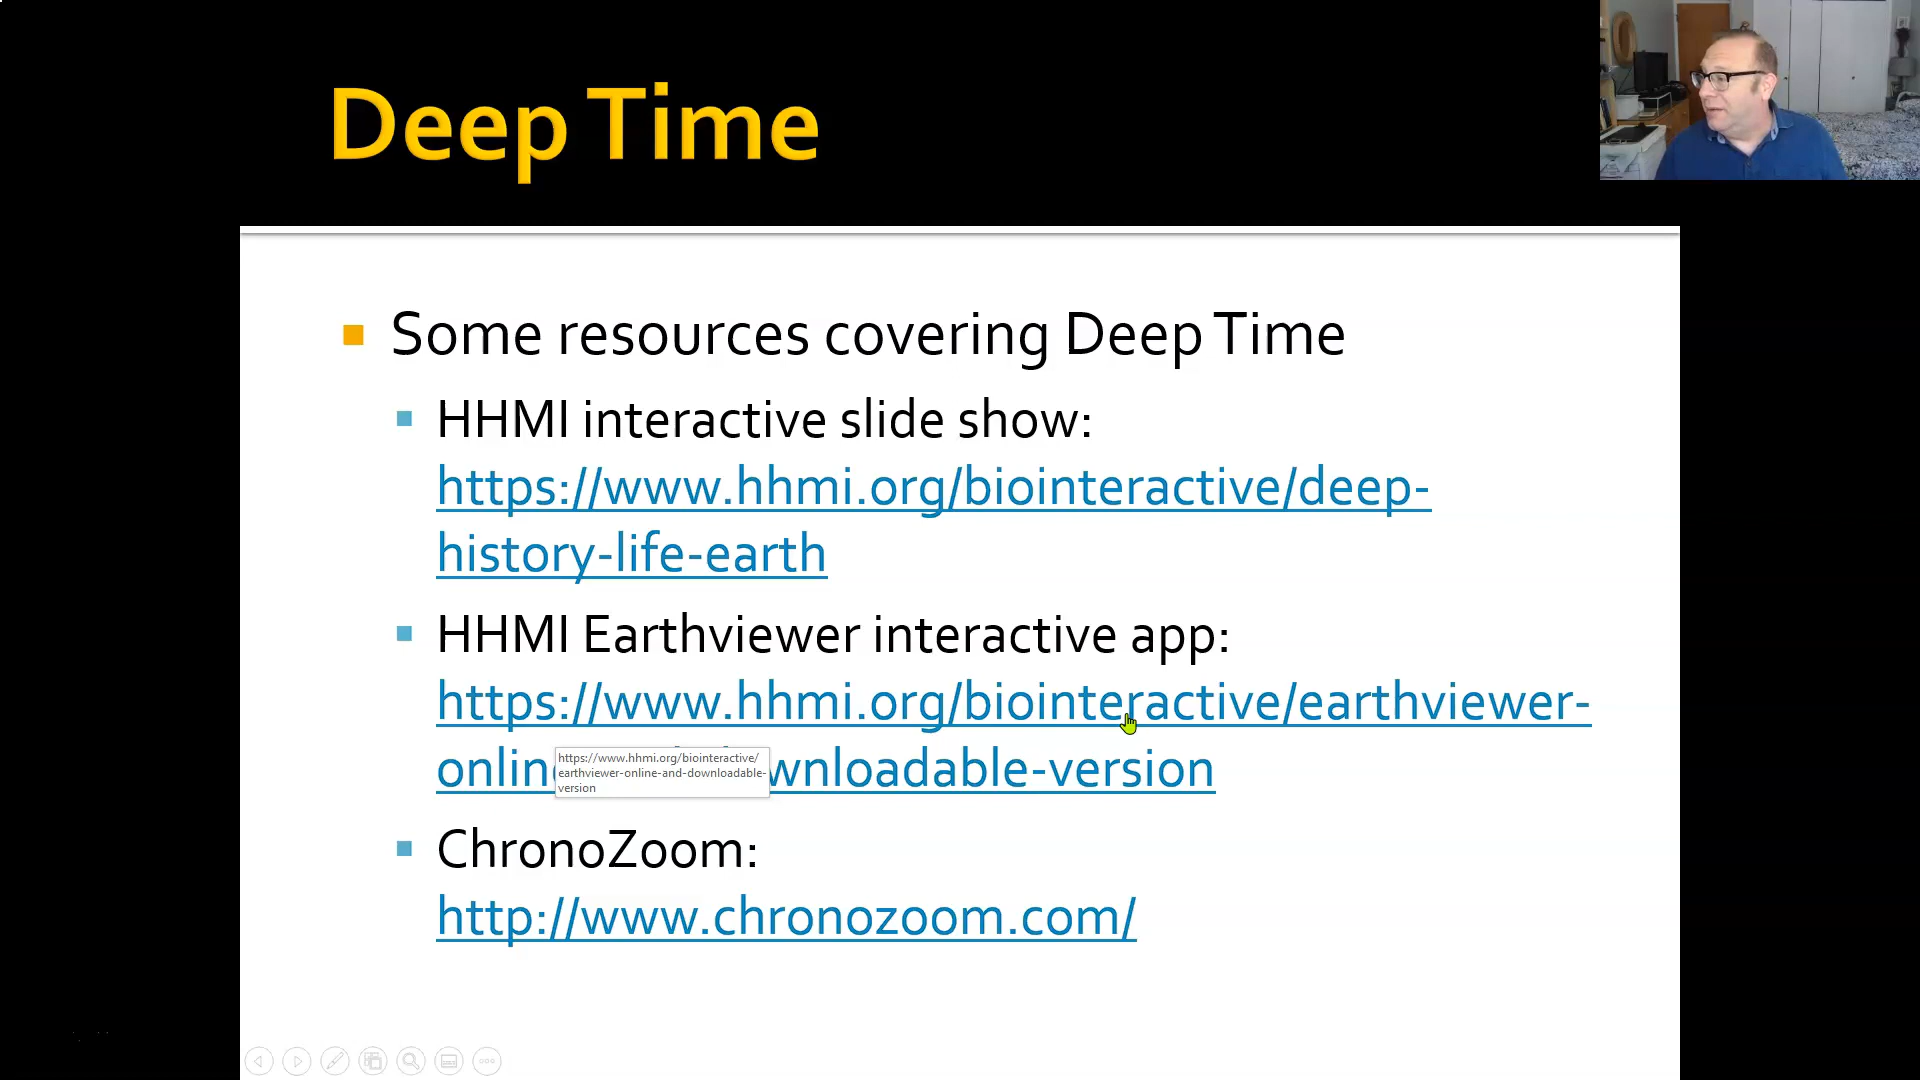 Deep Time
Some resources covering Deep Time
HHMI interactive slide show:
https://www.hhmi.org/biointeractive/deep-
history-life-earth
HHMI Earthviewer interactive app:
https://www.hhmi.org/biointeractive/earthviewer-
onlin wnloadable-version
https://www.hhmi.org/biointeractive/
earthviewer-online-and-downloadable-
version
ChronoZoom:
http://www.chronozoom.com/